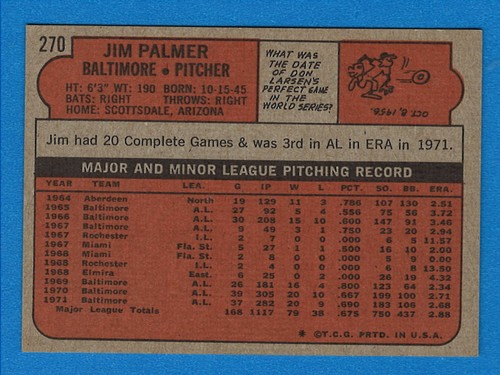 270
JIM PALMER
BALTIMORE • PITCHER
HT: 6'3" WT: 190 BORN: 10-15-45
BATS: RIGHT THROWS: RIGHT
HOME: SCOTTSDALE, ARIZONA
WHAT WAS
THE DATE
OF DON
LARSEN'S
PERFECT GAME
IN THE
WORLD SERIES?
OCT. 8, 1956.
Jim had 20 Complete Games & was 3rd in AL in ERA in 1971.
MAJOR AND MINOR LEAGUE PITCHING RECORD
YEAR TEAM LEA. G IP W L PCT. SO. BB. ERA.
1964 Aberdeen North 19 129 11 3 .786 107 130 2.51
1965 Baltimore A.L. 27 92 5 4 .556 75 56 3.72
1966 Baltimore A.L. 30 208 15 10 .600 147 91 3.46
1967 Baltimore A.L. 9 49 3 1 .750 23 20 2.94
1967 Rochester I.L. 2 7 0 0 .000 6 5 11.57
1967 Miami Fla. St. 5 27 1 1 .500 16 10 2.00
1968 Miami Fla. St. 2 8 0 0 .000 5 9 0.00
1968 Rochester I.L. 2 4 0 0 .000 6 8 13.50
1968 Elmira East. 6 25 0 2 .000 26 19 4.32
1969 Baltimore A.L. 26 181 16 4 .800 123 64 2.34
1970 Baltimore A.L. 39 305 20 10 .667 199 100 2.71
1971 Baltimore A.L. 37 282 20 9 .690 183 106 2.68
Major League Totals 168 1117 79 38 .675 750 437 2.88
* ©T.C.G. PRTD. IN U.S.A.